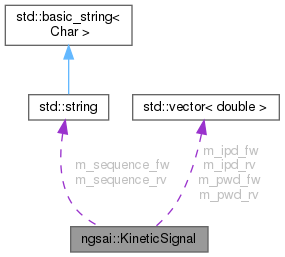 std::basic_string<
Char >
std::string
std::vector< double >
m_sequence_fw
m_sequence_rv
m_ipd_fw
m_ipd_rv
m_pwd_fw
m_pwd_rv
ngsai::KineticSignal